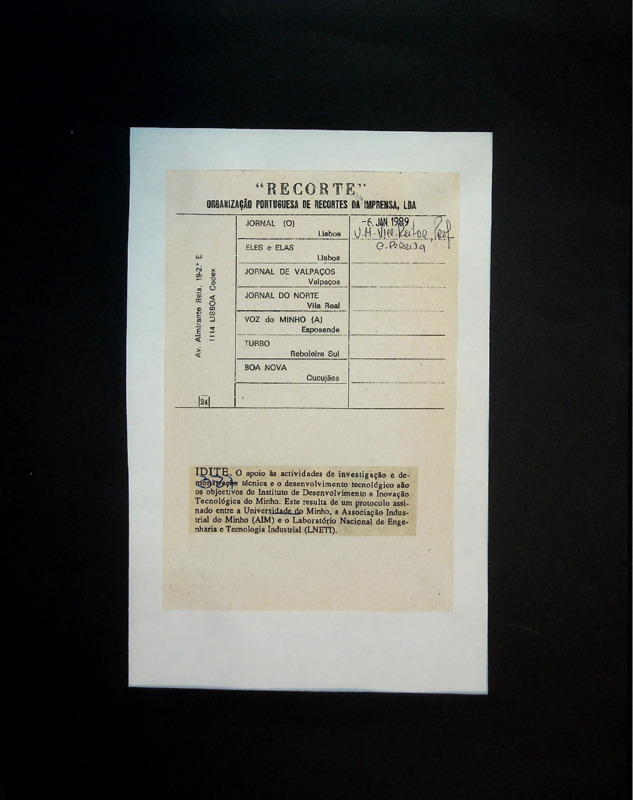 "RECORTE"
ORGANIZAÇÃO PORTUGUESA DE RECORTES DA IMPRENSA, LDA
Av. Almirante Reis, 19-2.° E
1114 LISBOA Codex
24
JORNAL (O)
Lisboa
-6. JAN 1989
U.M-Vice-Reitor, Prof
ELES e ELAS
Lisboa
JORNAL DE VALPAÇOS
Valpaços
JORNAL DO NORTE
Vila Real
VOZ do MINHO (A)
Esposende
TURBO
Reboleira Sul
BOA NOVA
Cucujães
IDITE. O apoio às actividades de investigação e de-
monstração técnica e o desenvolvimento tecnológico são
os objectivos do Instituto de Desenvolvimento e Inovação
Tecnológica do Minho. Este resulta de um protocolo assi-
nado entre a Universidade do Minho, a Associação Indus-
trial do Minho (AIM) e o Laboratório Nacional de Enge-
nharia e Tecnologia Industrial (LNETI).